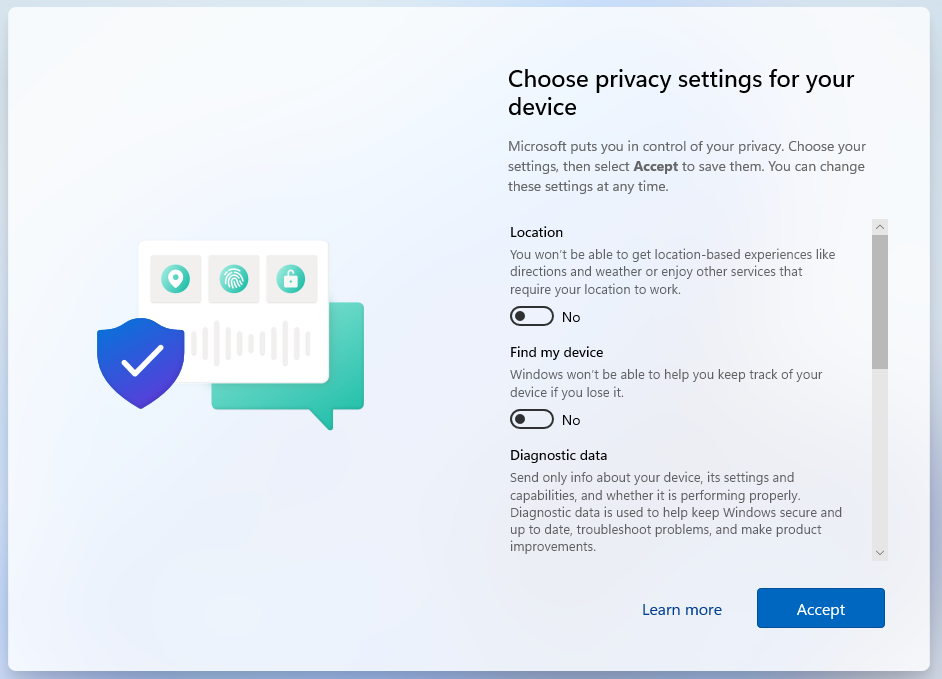 Choose privacy settings for your
device
Microsoft puts you in control of your privacy. Choose your
settings, then select Accept to save them. You can change
these settings at any time.
Location
You won't be able to get location-based experiences like
directions and weather or enjoy other services that
require your location to work.
No
Find my device
Windows won't be able to help you keep track of your
device if you lose it.
No
Diagnostic data
Send only info about your device, its settings and
capabilities, and whether it is performing properly.
Diagnostic data is used to help keep Windows secure and
up to date, troubleshoot problems, and make product
improvements.
Learn more
Accept